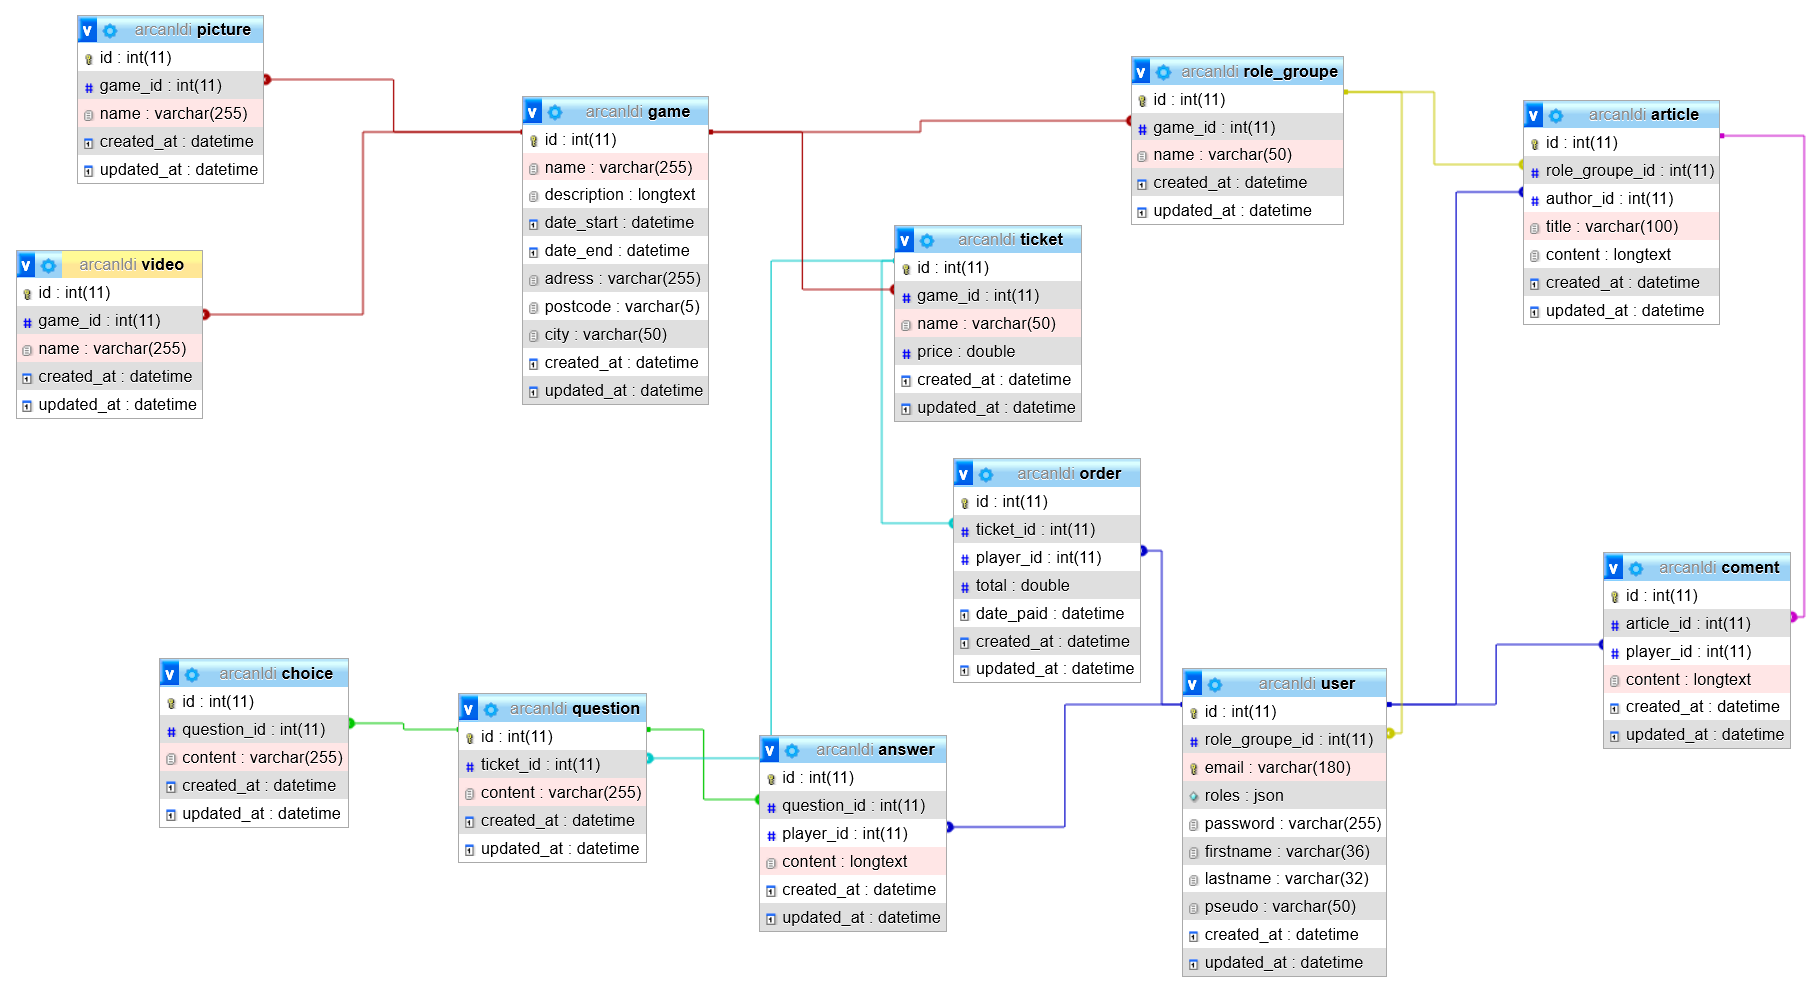 arcanldi picture
id : int(11)
game_id : int(11)
name : varchar(255)
created_at : datetime
updated_at : datetime
arcanldi video
id : int(11)
game_id : int(11)
name : varchar(255)
created_at : datetime
updated_at : datetime
arcanldi game
id : int(11)
name : varchar(255)
description : longtext
date_start : datetime
date_end : datetime
adress : varchar(255)
postcode : varchar(5)
city : varchar(50)
created_at : datetime
updated_at : datetime
arcanldi role_groupe
id : int(11)
game_id : int(11)
name : varchar(50)
created_at : datetime
updated_at : datetime
arcanldi article
id : int(11)
role_groupe_id : int(11)
author_id : int(11)
title : varchar(100)
content : longtext
created_at : datetime
updated_at : datetime
arcanldi ticket
id : int(11)
game_id : int(11)
name : varchar(50)
price : double
created_at : datetime
updated_at : datetime
arcanldi order
id : int(11)
ticket_id : int(11)
player_id : int(11)
total : double
date_paid : datetime
created_at : datetime
updated_at : datetime
arcanldi coment
id : int(11)
article_id : int(11)
player_id : int(11)
content : longtext
created_at : datetime
updated_at : datetime
arcanldi choice
id : int(11)
question_id : int(11)
content : varchar(255)
created_at : datetime
updated_at : datetime
arcanldi question
id : int(11)
ticket_id : int(11)
content : varchar(255)
created_at : datetime
updated_at : datetime
arcanldi answer
id : int(11)
question_id : int(11)
player_id : int(11)
content : longtext
created_at : datetime
updated_at : datetime
arcanldi user
id : int(11)
role_groupe_id : int(11)
email : varchar(180)
roles : json
password : varchar(255)
firstname : varchar(36)
lastname : varchar(32)
pseudo : varchar(50)
created_at : datetime
updated_at : datetime